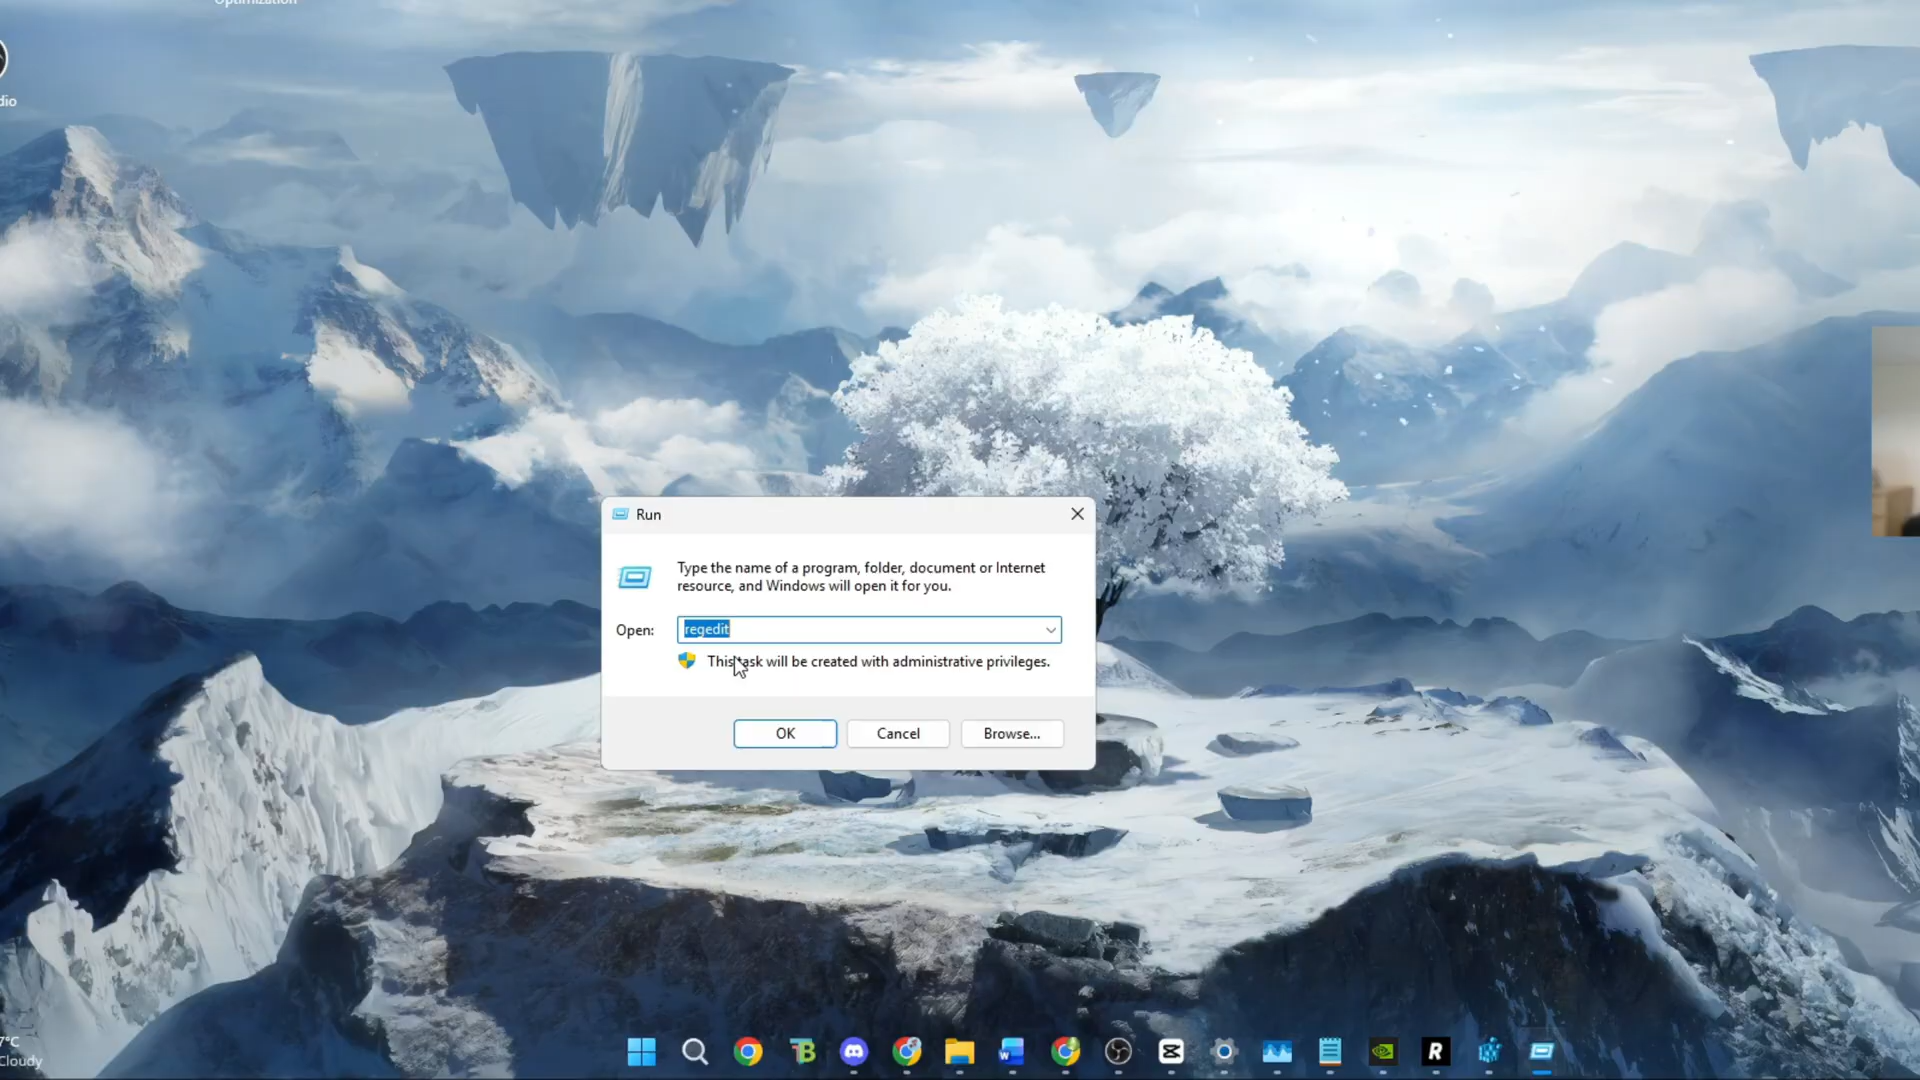 Optimization
dio
Run
Type the name of a program, folder, document or Internet
resource, and Windows will open it for you.
Open:
regedit
This task will be created with administrative privileges.
OK
Cancel
Browse...
7°C
Cloudy